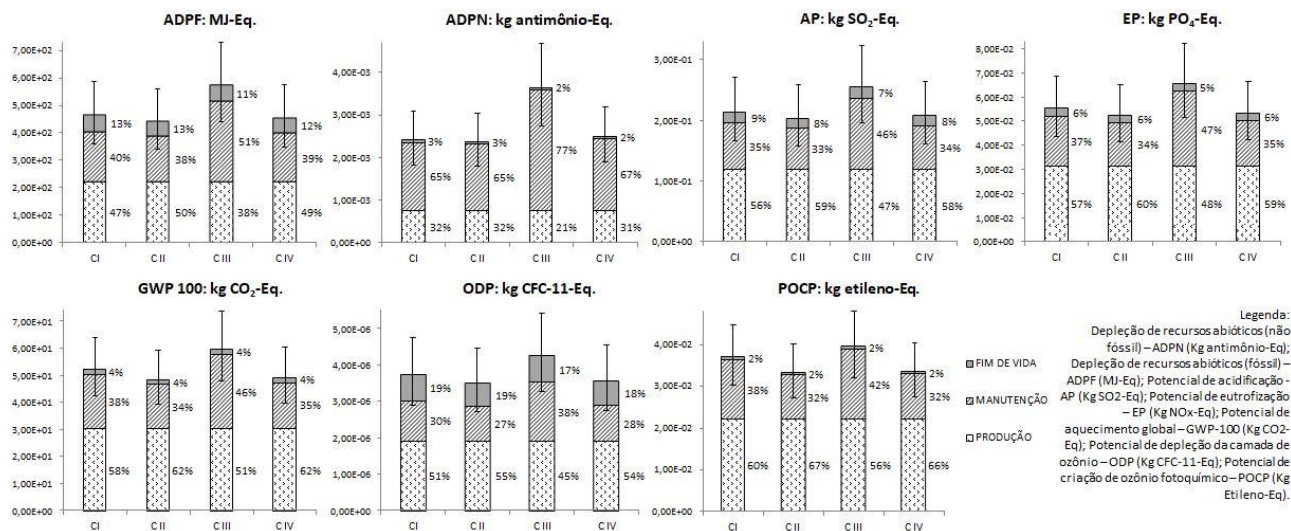 ADPF: MJ-Eq.
7,00E+02
6,00E+02
5,00E+02
4,00E+02
3,00E+02
2,00E+02
1,00E+02
0,00E+00
13%
40%
47%
13%
38%
50%
11%
51%
38%
12%
39%
49%
CI
C II
C III
C IV
ADPN: kg antimônio-Eq.
4,00E-03
3,00E-03
2,00E-03
1,00E-03
0,00E+00
3%
65%
32%
3%
65%
32%
2%
77%
21%
2%
67%
31%
CI
C II
C III
C IV
AP: kg SO₂-Eq.
3,00E-01
2,00E-01
1,00E-01
0,00E+00
9%
35%
56%
8%
33%
59%
7%
46%
47%
8%
34%
58%
CI
C II
C III
C IV
EP: kg PO₄-Eq.
8,00E-02
7,00E-02
6,00E-02
5,00E-02
4,00E-02
3,00E-02
2,00E-02
1,00E-02
0,00E+00
6%
37%
57%
6%
34%
60%
5%
47%
48%
6%
35%
59%
CI
C II
C III
C IV
GWP 100: kg CO₂-Eq.
7,00E+01
6,00E+01
5,00E+01
4,00E+01
3,00E+01
2,00E+01
1,00E+01
0,00E+00
4%
38%
58%
4%
34%
62%
4%
46%
51%
4%
35%
62%
CI
C II
C III
C IV
ODP: kg CFC-11-Eq.
5,00E-06
4,00E-06
3,00E-06
2,00E-06
1,00E-06
0,00E+00
19%
30%
51%
19%
27%
55%
17%
38%
45%
18%
28%
54%
CI
C II
C III
C IV
POCP: kg etileno-Eq.
4,00E-02
3,00E-02
2,00E-02
1,00E-02
0,00E+00
2%
38%
60%
2%
32%
67%
2%
42%
56%
2%
32%
66%
CI
C II
C III
C IV
FIM DE VIDA
MANUTENÇÃO
PRODUÇÃO
Legenda:
Depleção de recursos abióticos (não
fóssil) – ADPN (Kg antimônio-Eq);
Depleção de recursos abióticos (fóssil) –
ADPF (MJ-Eq); Potencial de acidificação -
AP (Kg SO2-Eq); Potencial de eutrofização
– EP (Kg NOx-Eq); Potencial de
aquecimento global – GWP-100 (Kg CO2-
Eq); Potencial de depleção da camada de
ozônio – ODP (Kg CFC-11-Eq); Potencial de
criação de ozônio fotoquímico – POCP (Kg
Etileno-Eq).